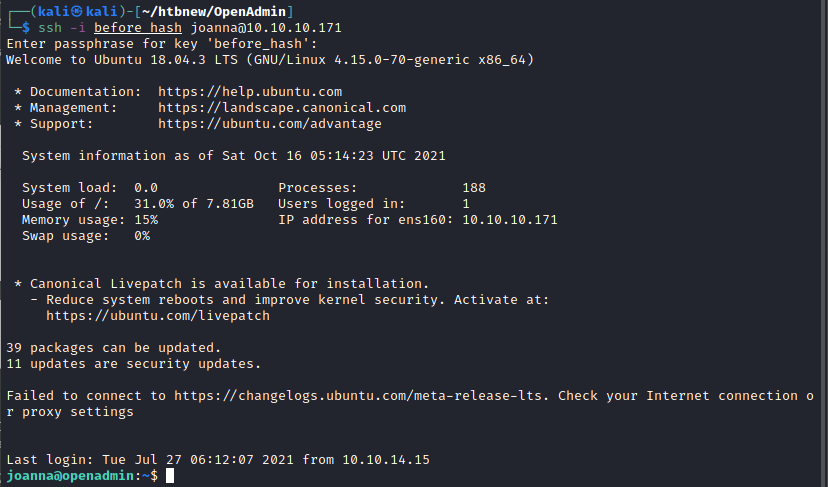 ┌──(kali㉿kali)-[~/htbnew/OpenAdmin]
└─$ ssh -i before_hash joanna@10.10.10.171
Enter passphrase for key 'before_hash':
Welcome to Ubuntu 18.04.3 LTS (GNU/Linux 4.15.0-70-generic x86_64)
* Documentation:  https://help.ubuntu.com
* Management:     https://landscape.canonical.com
* Support:        https://ubuntu.com/advantage
System information as of Sat Oct 16 05:14:23 UTC 2021
System load:  0.0               Processes:             188
Usage of /:   31.0% of 7.81GB   Users logged in:       1
Memory usage: 15%               IP address for ens160: 10.10.10.171
Swap usage:   0%
* Canonical Livepatch is available for installation.
- Reduce system reboots and improve kernel security. Activate at:
https://ubuntu.com/livepatch
39 packages can be updated.
11 updates are security updates.
Failed to connect to https://changelogs.ubuntu.com/meta-release-lts. Check your Internet connection o
r proxy settings
Last login: Tue Jul 27 06:12:07 2021 from 10.10.14.15
joanna@openadmin:~$